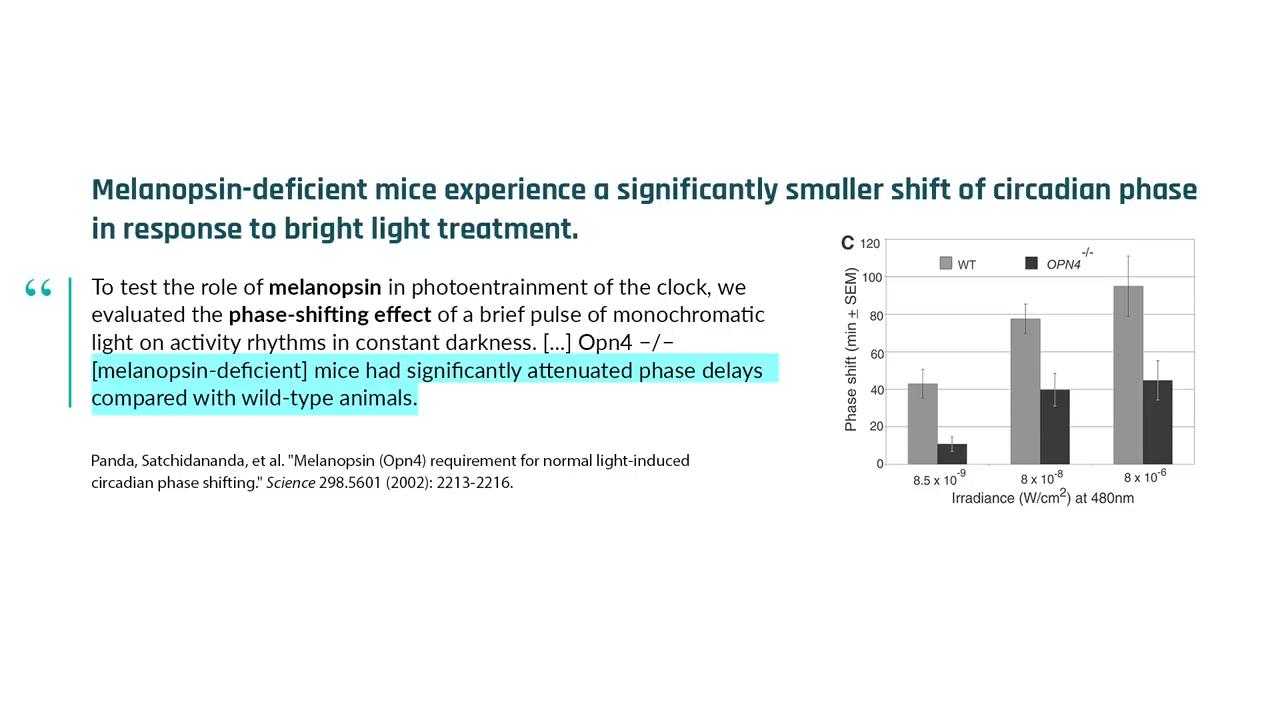 Melanopsin-deficient mice experience a significantly smaller shift of circadian phase
in response to bright light treatment.
“
To test the role of melanopsin in photoentrainment of the clock, we
evaluated the phase-shifting effect of a brief pulse of monochromatic
light on activity rhythms in constant darkness. [...] Opn4 −/−
[melanopsin-deficient] mice had significantly attenuated phase delays
compared with wild-type animals.
Panda, Satchidananda, et al. "Melanopsin (Opn4) requirement for normal light-induced
circadian phase shifting." Science 298.5601 (2002): 2213-2216.
C
Phase shift (min ± SEM)
120
100
80
60
40
20
0
WT
OPN4-/-
8.5 x 10-9
8 x 10-8
8 x 10-6
Irradiance (W/cm2) at 480nm